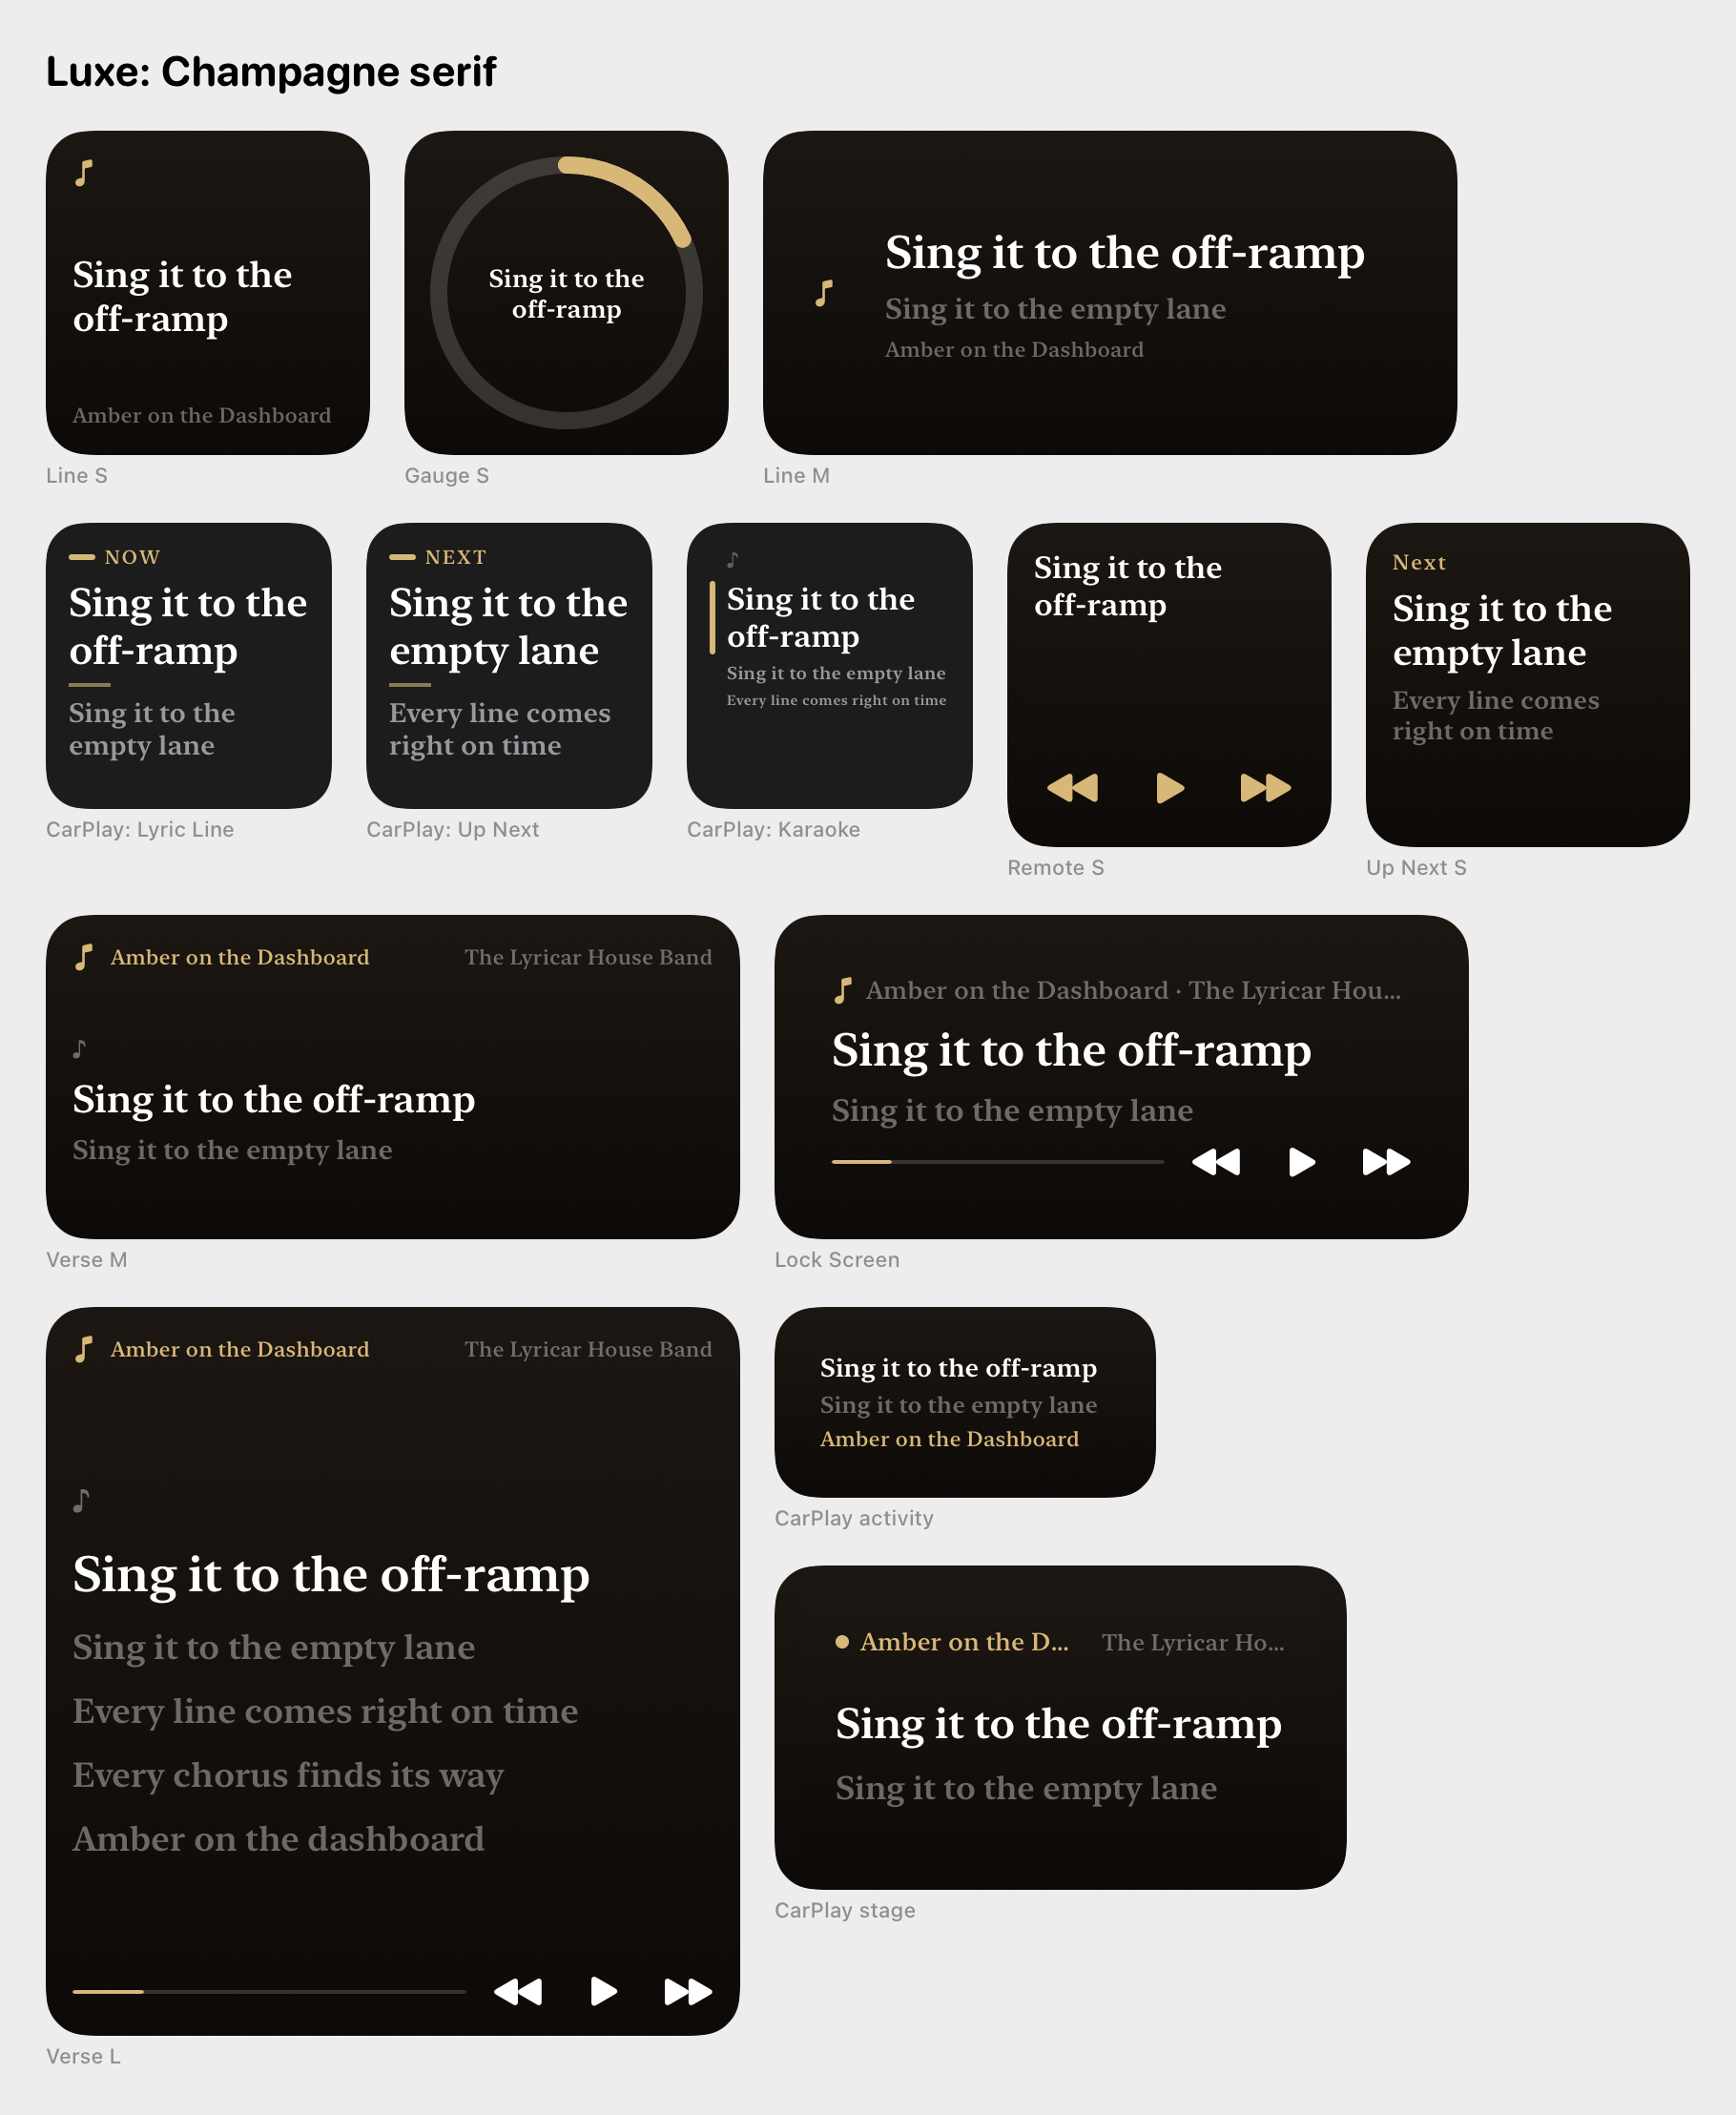 Luxe: Champagne serif
Sing it to the
off-ramp
Amber on the Dashboard
Line S
Sing it to the
off-ramp
Gauge S
Sing it to the off-ramp
Sing it to the empty lane
Amber on the Dashboard
Line M
NOW
Sing it to the
off-ramp
Sing it to the
empty lane
CarPlay: Lyric Line
NEXT
Sing it to the
empty lane
Every line comes
right on time
CarPlay: Up Next
♪
Sing it to the
off-ramp
Sing it to the empty lane
Every line comes right on time
CarPlay: Karaoke
Sing it to the
off-ramp
Remote S
Next
Sing it to the
empty lane
Every line comes
right on time
Up Next S
Amber on the Dashboard The Lyricar House Band
♪
Sing it to the off-ramp
Sing it to the empty lane
Verse M
Amber on the Dashboard · The Lyricar Hou...
Sing it to the off-ramp
Sing it to the empty lane
Lock Screen
Amber on the Dashboard The Lyricar House Band
♪
Sing it to the off-ramp
Sing it to the empty lane
Every line comes right on time
Every chorus finds its way
Amber on the dashboard
Verse L
Sing it to the off-ramp
Sing it to the empty lane
Amber on the Dashboard
CarPlay activity
Amber on the D... The Lyricar Ho...
Sing it to the off-ramp
Sing it to the empty lane
CarPlay stage